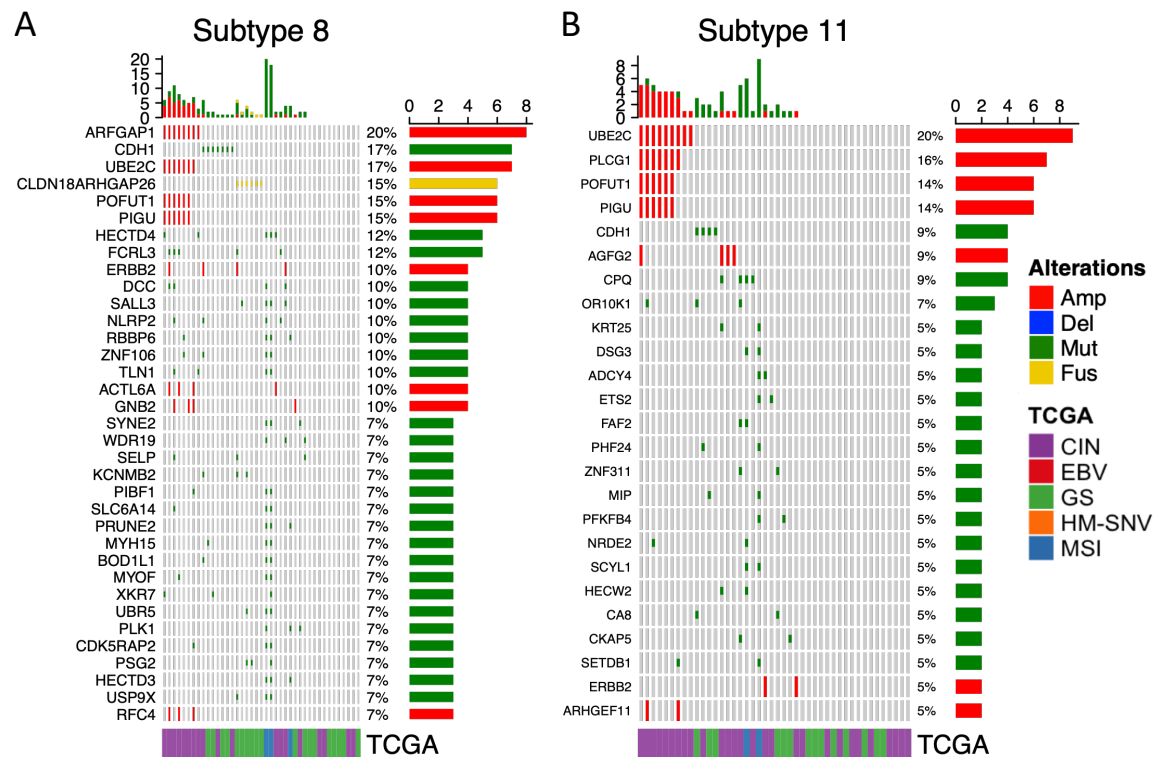 A
Subtype 8
20
15
10
5
0
0 2 4 6 8
ARFGAP1 20%
CDH1 17%
UBE2C 17%
CLDN18ARHGAP26 15%
POFUT1 15%
PIGU 15%
HECTD4 12%
FCRL3 12%
ERBB2 10%
DCC 10%
SALL3 10%
NLRP2 10%
RBBP6 10%
ZNF106 10%
TLN1 10%
ACTL6A 10%
GNB2 10%
SYNE2 7%
WDR19 7%
SELP 7%
KCNMB2 7%
PIBF1 7%
SLC6A14 7%
PRUNE2 7%
MYH15 7%
BOD1L1 7%
MYOF 7%
XKR7 7%
UBR5 7%
PLK1 7%
CDK5RAP2 7%
PSG2 7%
HECTD3 7%
USP9X 7%
RFC4 7%
TCGA
B
Subtype 11
8
6
4
2
0
0 2 4 6 8
UBE2C 20%
PLCG1 16%
POFUT1 14%
PIGU 14%
CDH1 9%
AGFG2 9%
CPQ 9%
OR10K1 7%
KRT25 5%
DSG3 5%
ADCY4 5%
ETS2 5%
FAF2 5%
PHF24 5%
ZNF311 5%
MIP 5%
PFKFB4 5%
NRDE2 5%
SCYL1 5%
HECW2 5%
CA8 5%
CKAP5 5%
SETDB1 5%
ERBB2 5%
ARHGEF11 5%
TCGA
Alterations
Amp
Del
Mut
Fus
TCGA
CIN
EBV
GS
HM-SNV
MSI